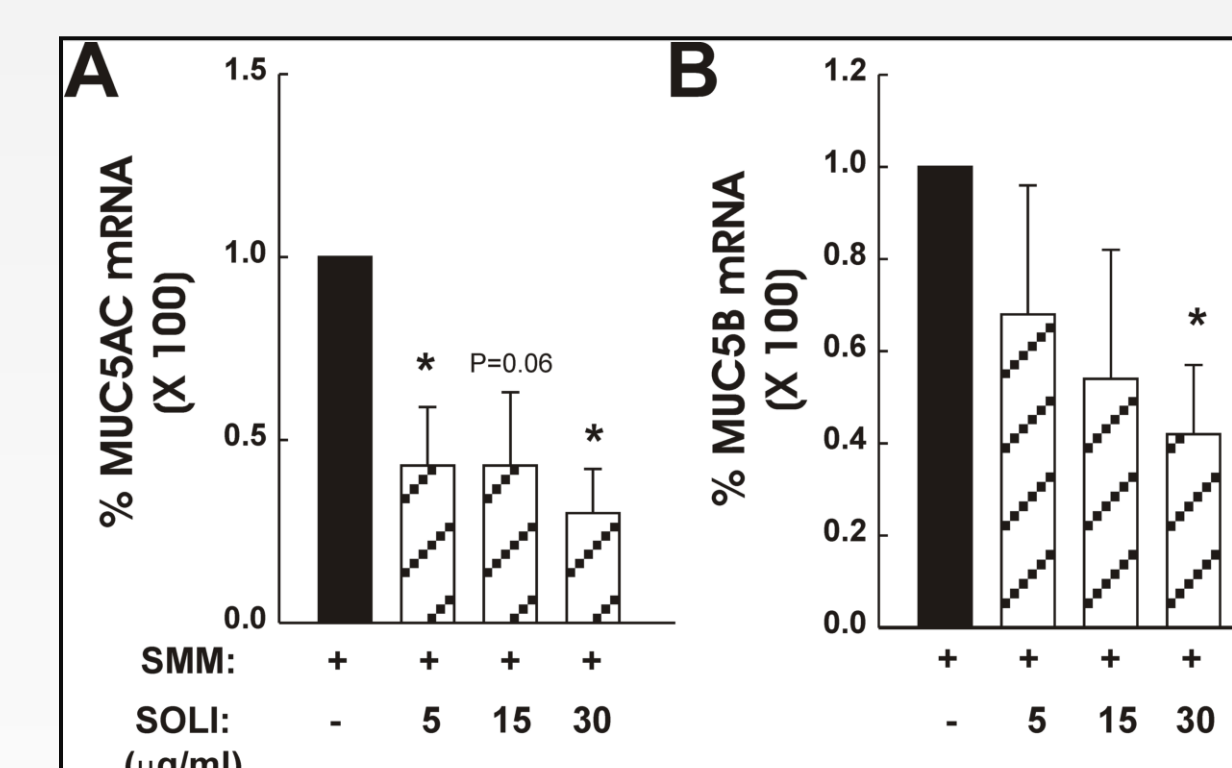 A
1.5
1.0
0.5
0.0
% MUC5AC mRNA
(X 100)
* P=0.06
*
SMM: + + + +
SOLI: - 5 15 30
(µg/ml)
B
1.2
1.0
0.8
0.6
0.4
0.2
0.0
% MUC5B mRNA
(X 100)
*
+ + + +
- 5 15 30